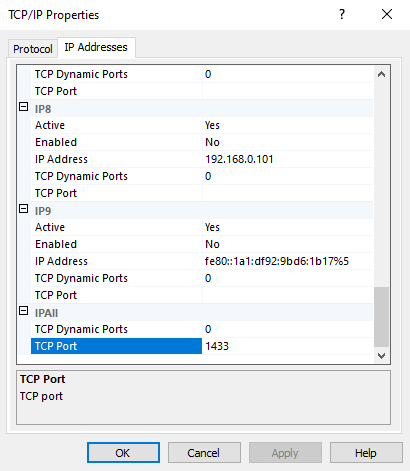 TCP/IP Properties
Protocol IP Addresses
TCP Dynamic Ports 0
TCP Port
IP8
Active Yes
Enabled No
IP Address 192.168.0.101
TCP Dynamic Ports 0
TCP Port
IP9
Active Yes
Enabled No
IP Address fe80::1a1:df92:9bd6:1b17%5
TCP Dynamic Ports 0
TCP Port
IPAll
TCP Dynamic Ports 0
TCP Port 1433
TCP Port
TCP port
OK Cancel Apply Help